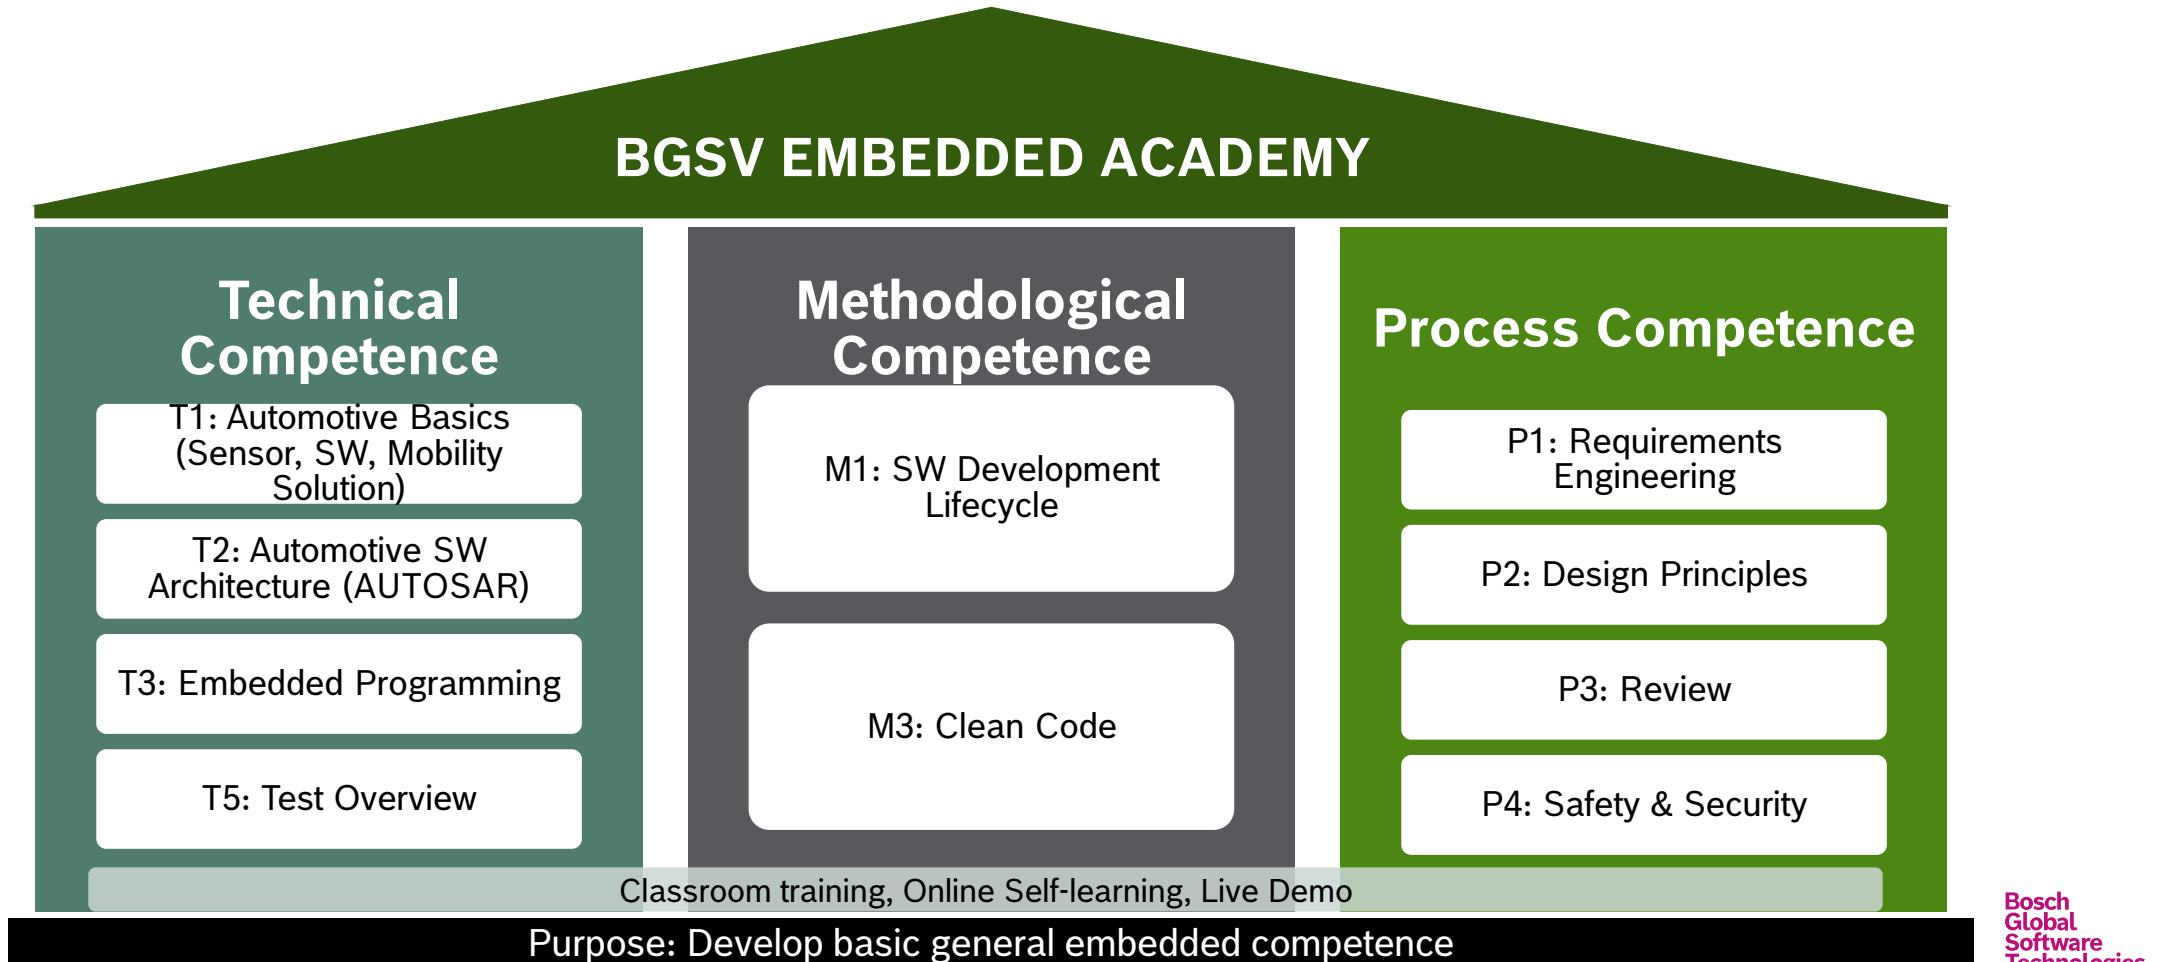 BGSV EMBEDDED ACADEMY
Technical
Competence
T1: Automotive Basics
(Sensor, SW, Mobility
Solution)
T2: Automotive SW
Architecture (AUTOSAR)
T3: Embedded Programming
T5: Test Overview
Methodological
Competence
M1: SW Development
Lifecycle
M3: Clean Code
Process Competence
P1: Requirements
Engineering
P2: Design Principles
P3: Review
P4: Safety & Security
Classroom training, Online Self-learning, Live Demo
Purpose: Develop basic general embedded competence
Bosch
Global
Software
Technologies